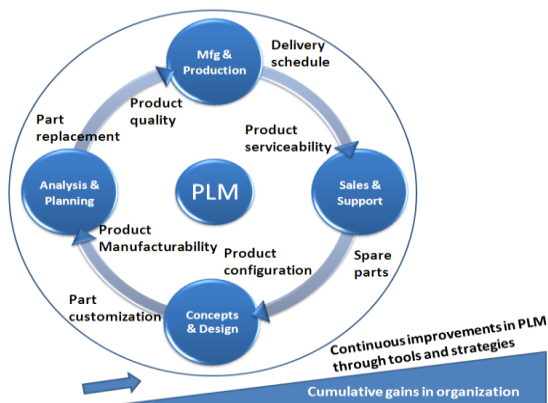 Mfg &
Production
Delivery
schedule
Part
replacement
Product
quality
Product
serviceability
Analysis &
Planning
PLM
Sales &
Support
Product
Manufacturability
Product
configuration
Spare
parts
Part
customization
Concepts
& Design
Continuous improvements in PLM
through tools and strategies
Cumulative gains in organization